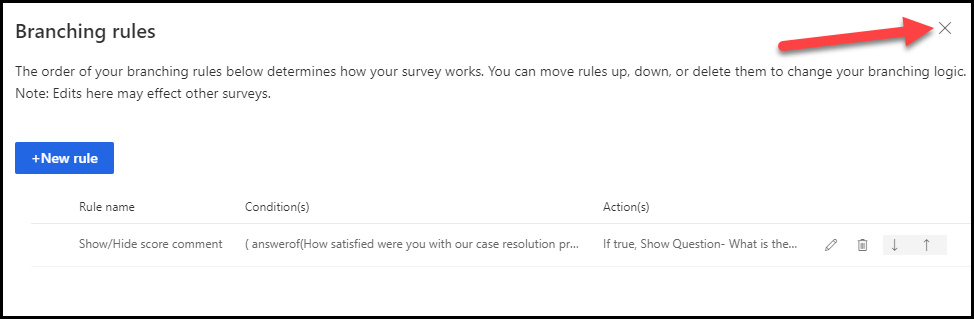 Branching rules
The order of your branching rules below determines how your survey works. You can move rules up, down, or delete them to change your branching logic.
Note: Edits here may effect other surveys.
+New rule
Rule name Condition(s) Action(s)
Show/Hide score comment ( answerof(How satisfied were you with our case resolution pr... If true, Show Question- What is the...